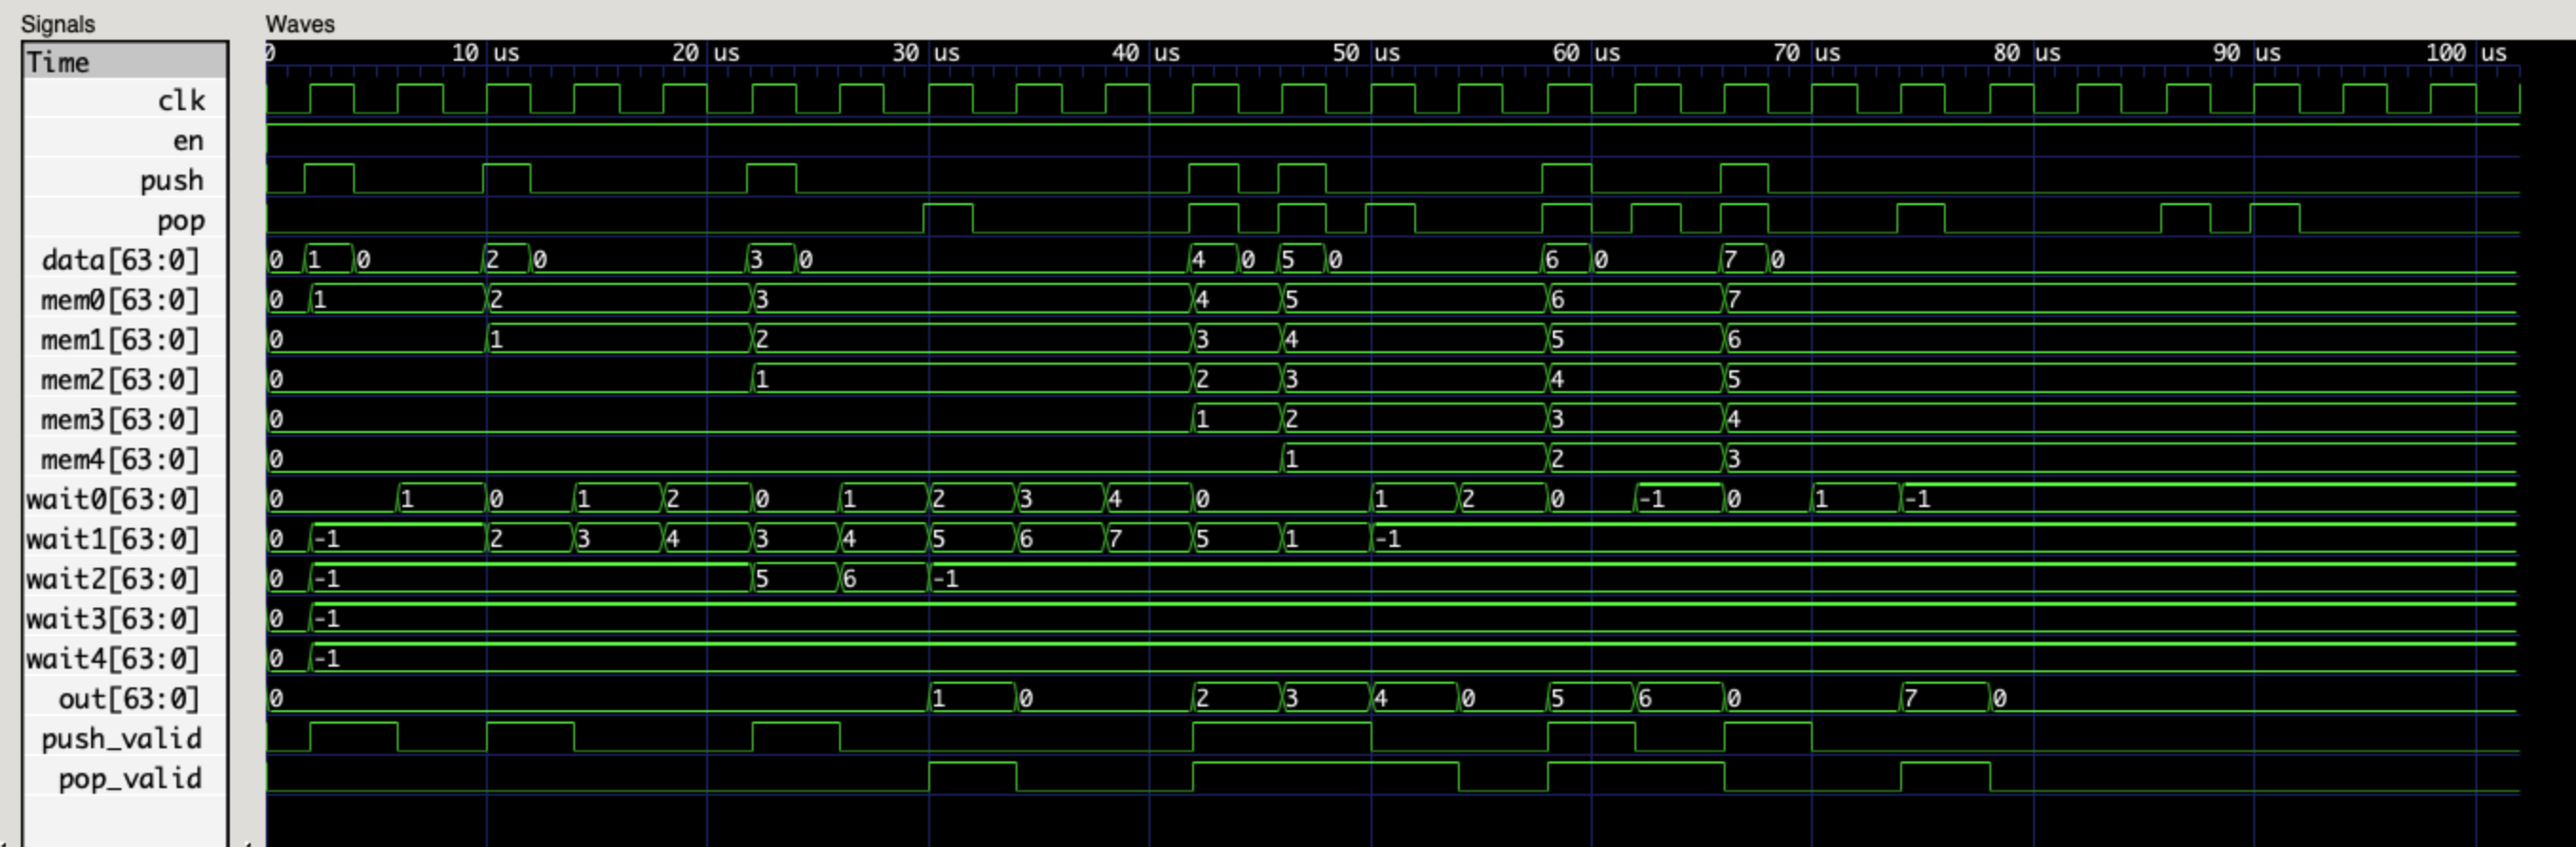 Signals Waves
Time 0 10 us 20 us 30 us 40 us 50 us 60 us 70 us 80 us 90 us 100 us
clk
en
push
pop
data[63:0] 0 1 0 2 0 3 0 4 0 5 0 6 0 7 0
mem0[63:0] 0 1 2 3 4 5 6 7
mem1[63:0] 0 1 2 3 4 5 6
mem2[63:0] 0 1 2 3 4 5
mem3[63:0] 0 1 2 3 4
mem4[63:0] 0 1 2 3
wait0[63:0] 0 1 0 1 2 0 1 2 3 4 0 1 2 0 -1 0 1 -1
wait1[63:0] 0 -1 2 3 4 3 4 5 6 7 5 1 -1
wait2[63:0] 0 -1 5 6 -1
wait3[63:0] 0 -1
wait4[63:0] 0 -1
out[63:0] 0 1 0 2 3 4 0 5 6 0 7 0
push_valid
pop_valid